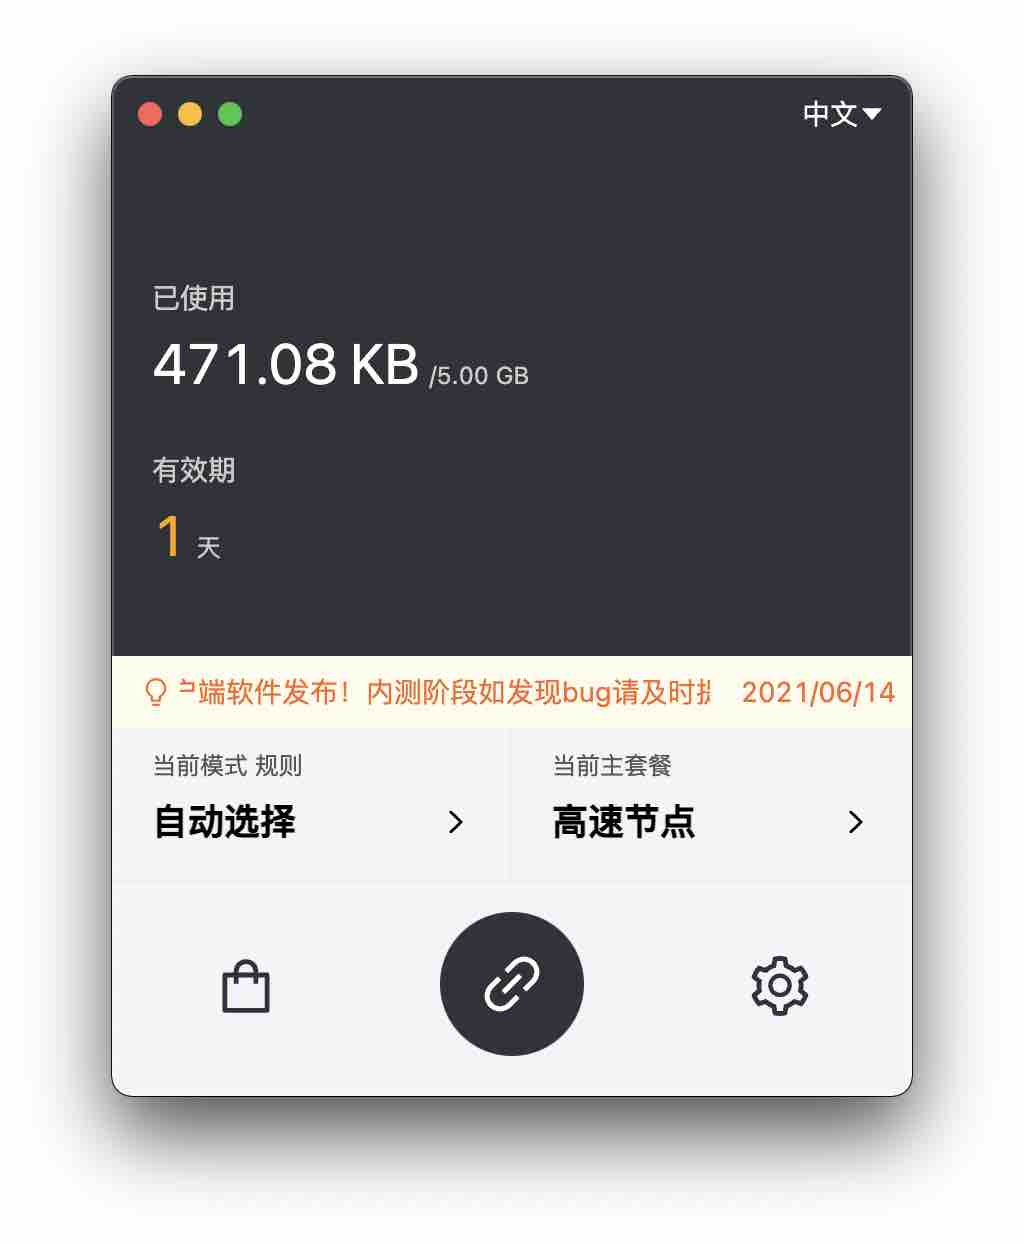 中文
已使用
471.08 KB /5.00 GB
有效期
1 天
端软件发布！内测阶段如发现bug请及时 2021/06/14
当前模式 规则
自动选择
当前主套餐
高速节点